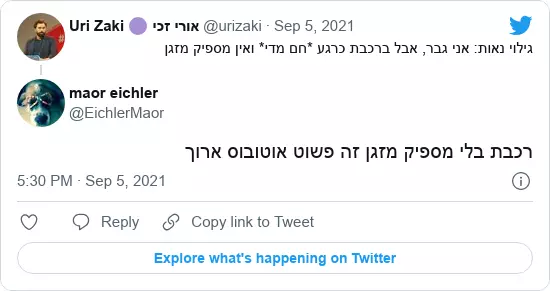 Uri Zaki 🟣 אורי זכי @urizaki · Sep 5, 2021
גילוי נאות: אני גבר, אבל ברכבת כרגע *חם מדי* ואין מספיק מזגן
maor eichler
@EichlerMaor
רכבת בלי מספיק מזגן זה פשוט אוטובוס ארוך
5:30 PM · Sep 5, 2021
Reply
Copy link to Tweet
Explore what's happening on Twitter